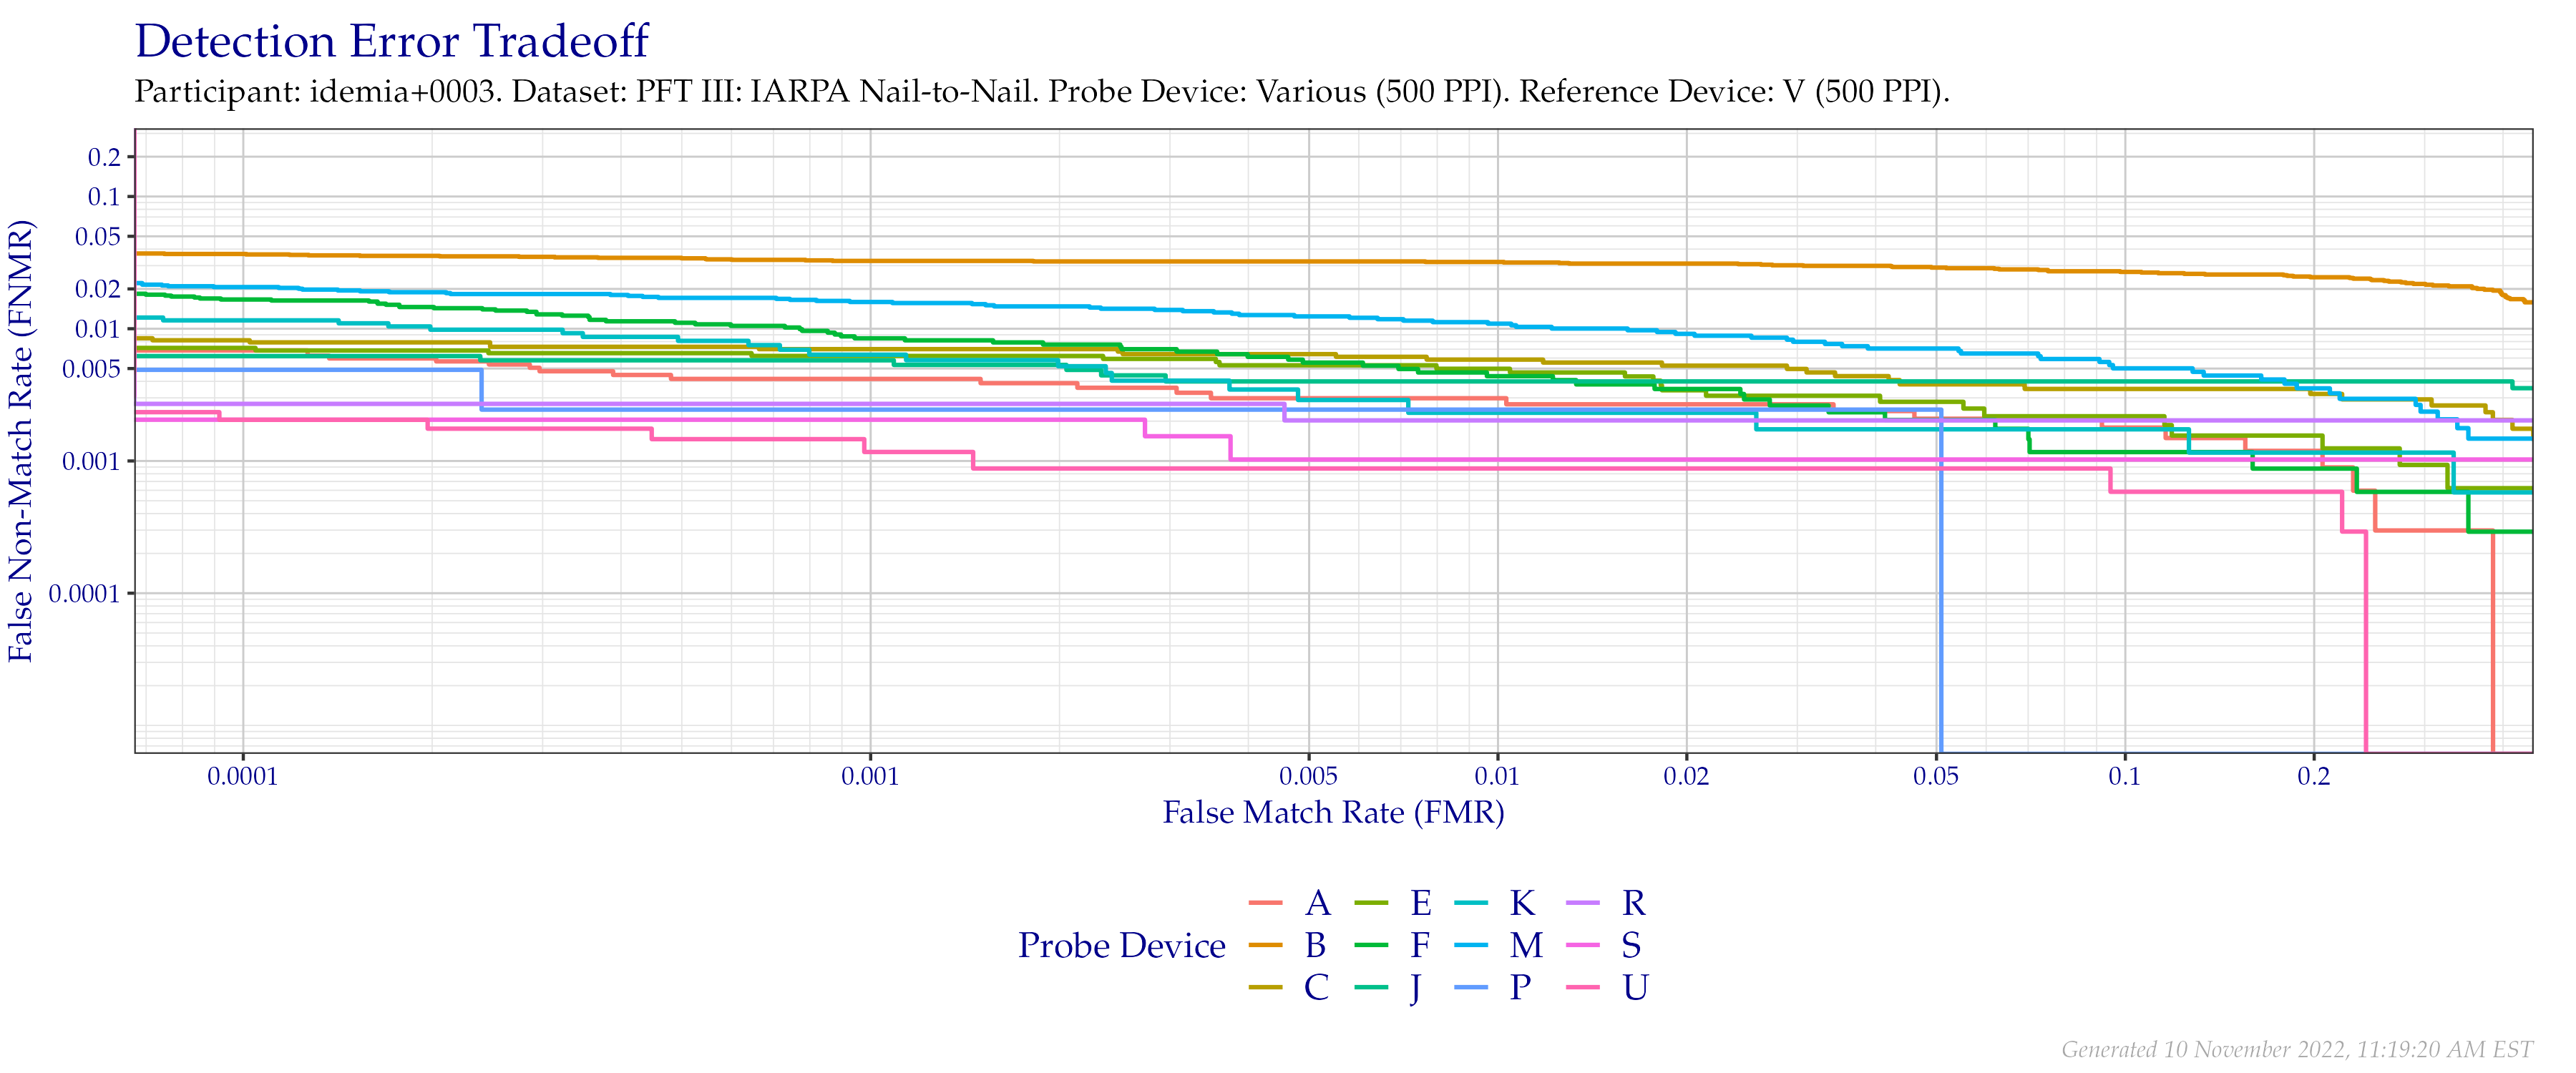 Detection Error Tradeoff
Participant: idemia+0003. Dataset: PFT III: IARPA Nail-to-Nail. Probe Device: Various (500 PPI). Reference Device: V (500 PPI).
False Non-Match Rate (FNMR)
0.2
0.1
0.05
0.02
0.01
0.005
0.001
0.0001
0.0001 0.001 0.005 0.01 0.02 0.05 0.1 0.2
False Match Rate (FMR)
Probe Device
A E K R
B F M S
C J P U
Generated 10 November 2022, 11:19:20 AM EST